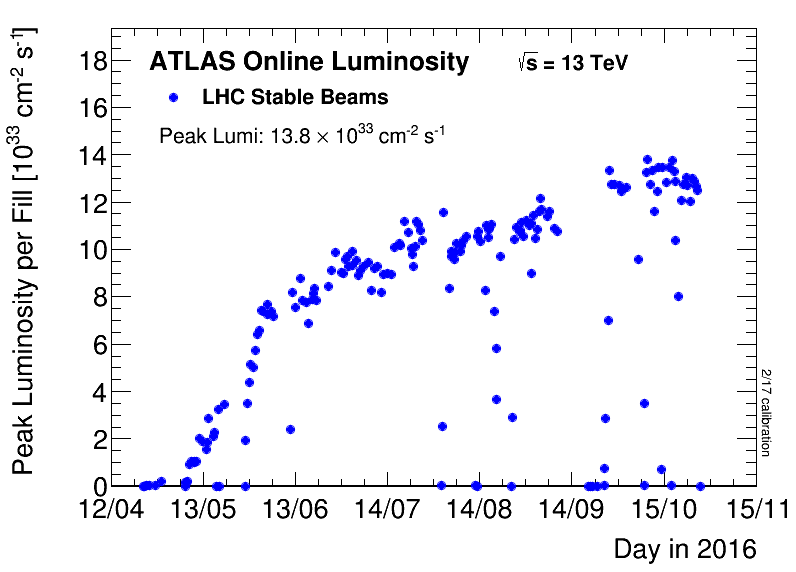 Peak Luminosity per Fill [10³³ cm⁻² s⁻¹]
ATLAS Online Luminosity √s = 13 TeV
LHC Stable Beams
Peak Lumi: 13.8 × 10³³ cm⁻² s⁻¹
18
16
14
12
10
8
6
4
2
0
2/17 calibration
12/04 13/05 13/06 14/07 14/08 14/09 15/10 15/11
Day in 2016